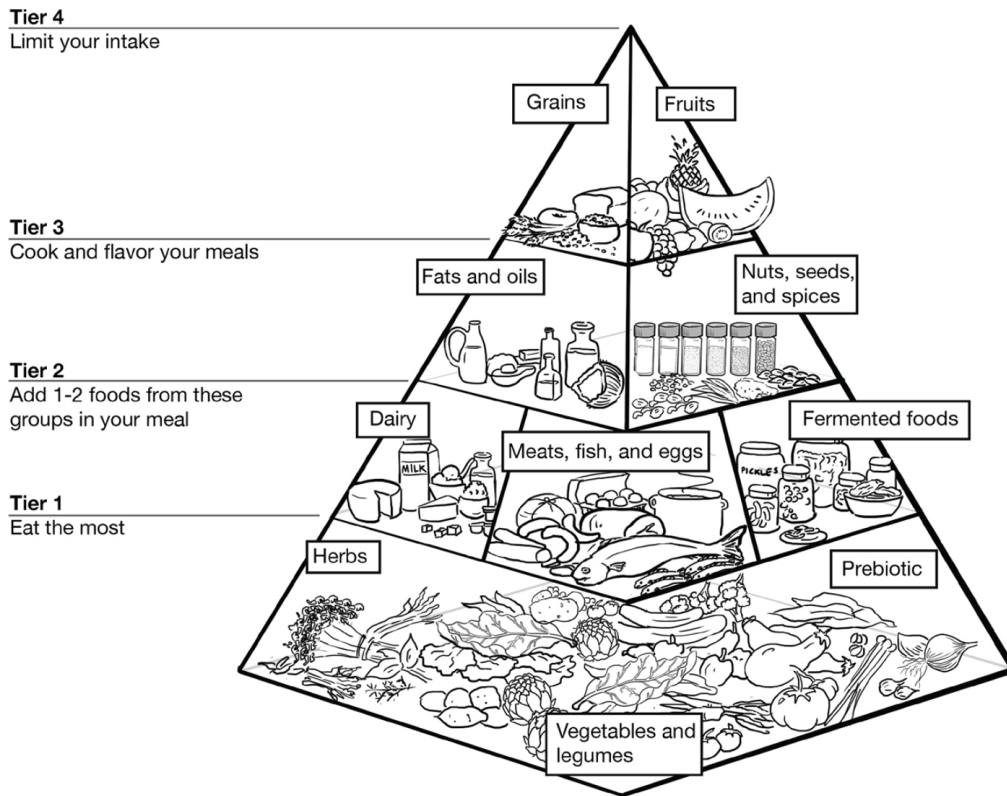 Tier 4
Limit your intake
Grains
Fruits
Tier 3
Cook and flavor your meals
Fats and oils
Nuts, seeds,
and spices
Tier 2
Add 1-2 foods from these
groups in your meal
Dairy
Meats, fish, and eggs
Fermented foods
MILK
PICKLES
Tier 1
Eat the most
Herbs
Prebiotic
Vegetables and
legumes